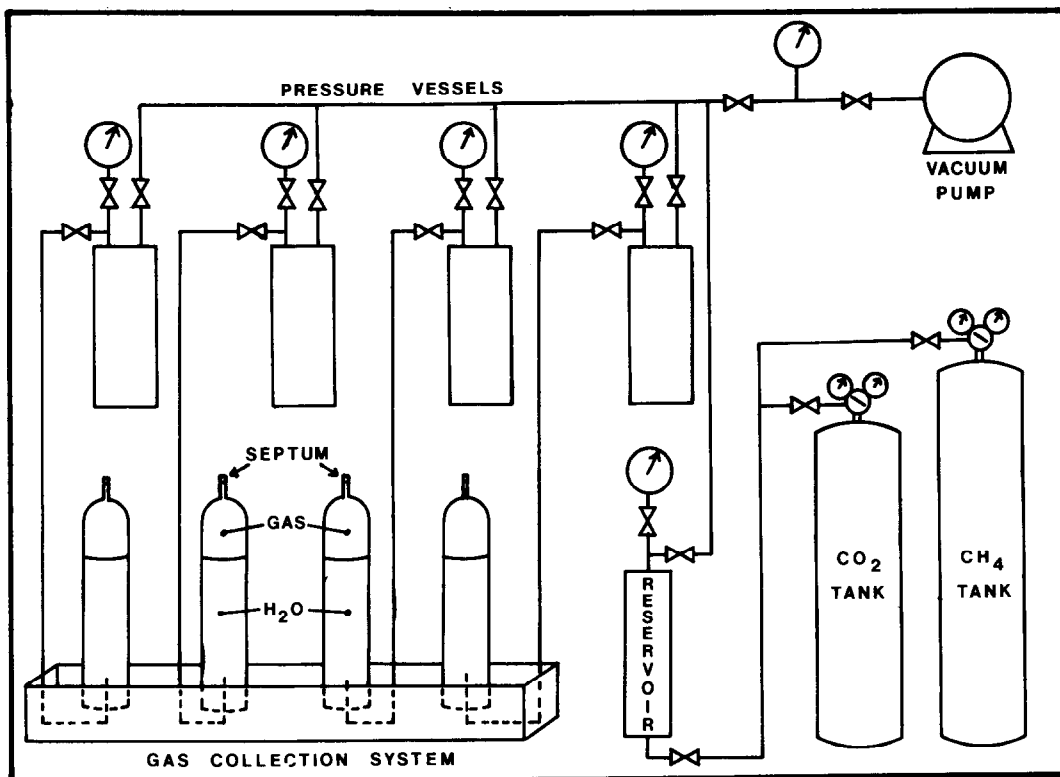 PRESSURE VESSELS
VACUUM
PUMP
SEPTUM
GAS
H₂O
RESERVOIR
CO₂
TANK
CH₄
TANK
GAS COLLECTION SYSTEM